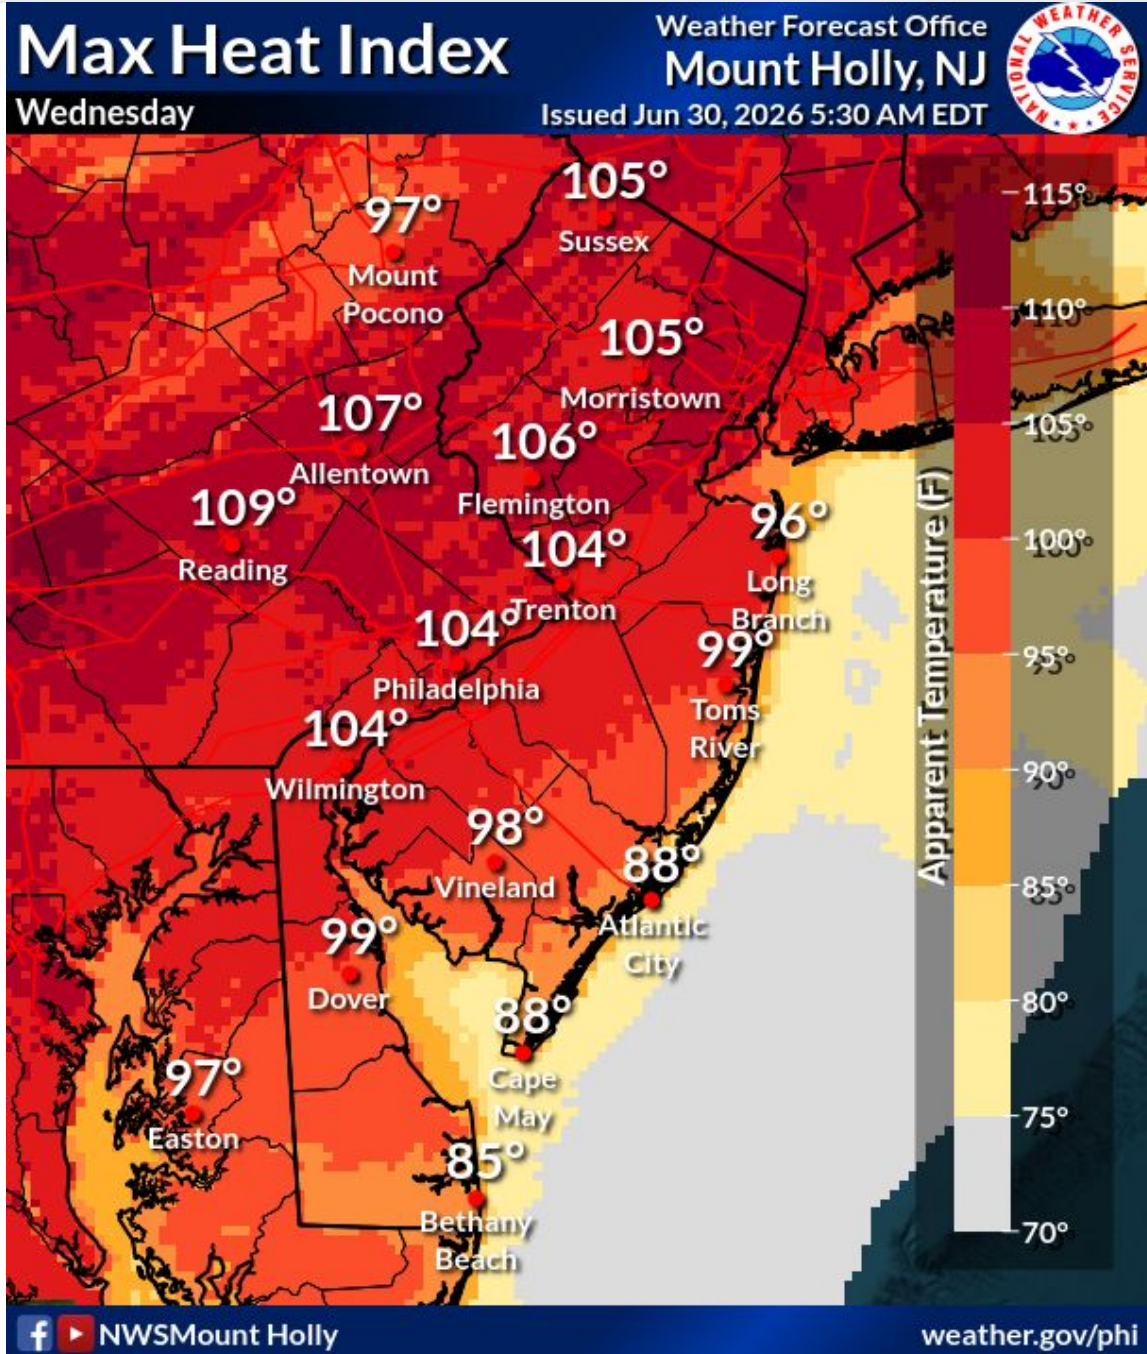 Max Heat Index
Wednesday
Weather Forecast Office
Mount Holly, NJ
Issued Jun 30, 2026 5:30 AM EDT
NATIONAL WEATHER SERVICE
105°
Sussex
97°
Mount
Pocono
105°
Morristown
107°
Allentown
106°
Flemington
109°
Reading
96°
Long
Branch
104°
Trenton
104°
Philadelphia
99°
Toms
River
104°
Wilmington
98°
Vineland
88°
Atlantic
City
99°
Dover
88°
Cape
May
97°
Easton
85°
Bethany
Beach
Apparent Temperature (F)
115°
110°
105°
100°
95°
90°
85°
80°
75°
70°
NWSMount Holly
weather.gov/phi